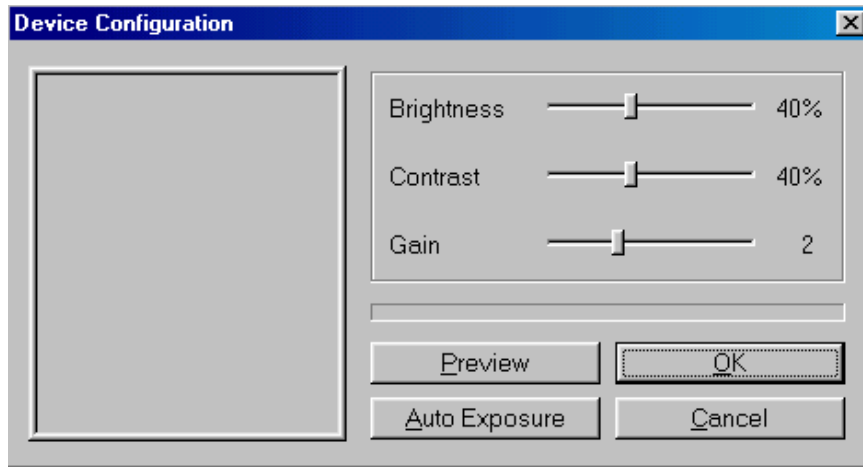 Device Configuration
Brightness 40%
Contrast 40%
Gain 2
Preview OK
Auto Exposure Cancel